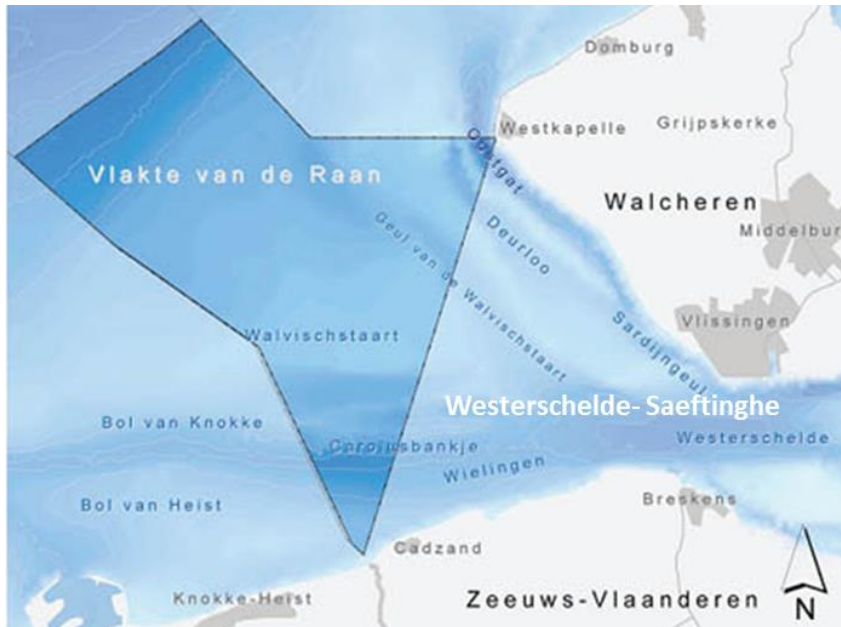 Domburg
Westkapelle
Grijpskerke
Oostgat
Vlakte van de Raan
Walcheren
Middelbur
Deurloo
Geul van de Walvischstaart
Vlissingen
Sardijngeul
Walvischstaart
Westerschelde- Saeftinghe
Bol van Knokke
Carolusbankje
Westerschelde
Wielingen
Bol van Heist
Breskens
Cadzand
Knokke-Heist
Zeeuws-Vlaanderen
N